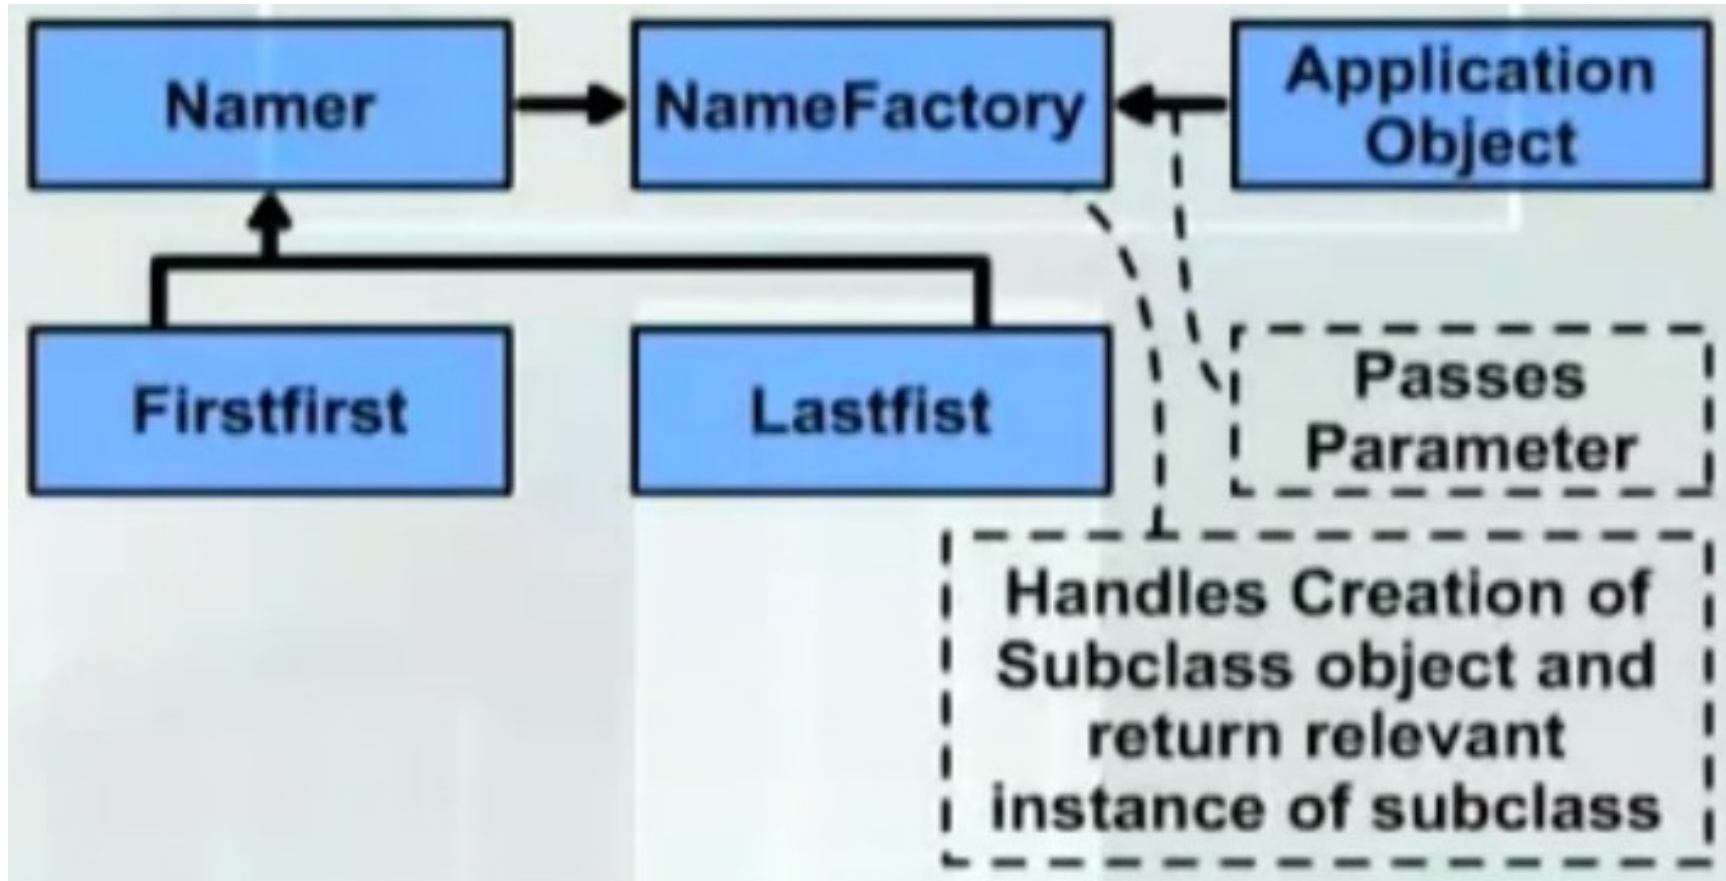 Namer
NameFactory
Application
Object
Firstfirst
Lastfist
Passes
Parameter
Handles Creation of
Subclass object and
return relevant
instance of subclass